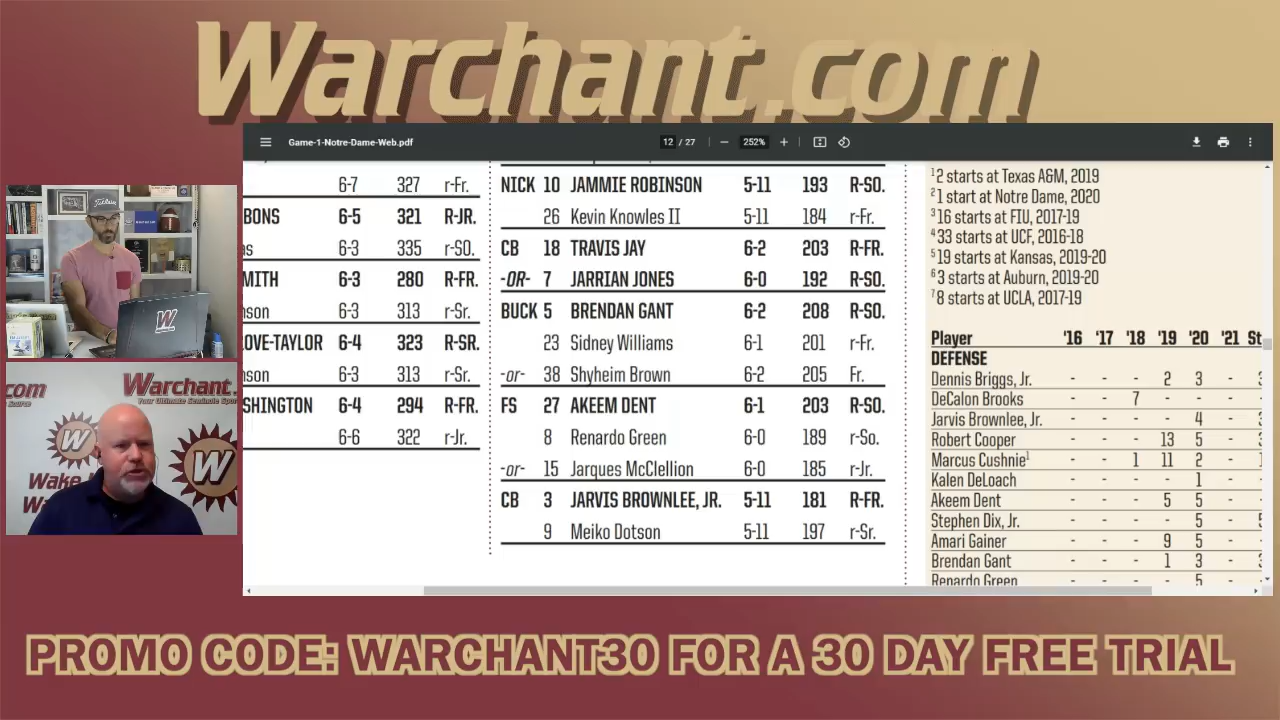 Warchant.com
Game-1-Notre-Dame-Web.pdf
12 / 27
252%
6-7 327 r-Fr.
BONS 6-5 321 R-JR.
6-3 335 r-SO.
MITH 6-3 280 R-FR.
nson 6-3 313 r-Sr.
OVE-TAYLOR 6-4 323 R-SR.
nson 6-3 313 r-Sr.
SHINGTON 6-4 294 R-FR.
6-6 322 r-Jr.
NICK 10 JAMMIE ROBINSON 5-11 193 R-SO.
26 Kevin Knowles II 5-11 184 r-Fr.
CB 18 TRAVIS JAY 6-2 203 R-FR.
-OR- 7 JARRIAN JONES 6-0 192 R-SO.
BUCK 5 BRENDAN GANT 6-2 208 R-SO.
23 Sidney Williams 6-1 201 r-Fr.
-or- 38 Shyheim Brown 6-2 205 Fr.
FS 27 AKEEM DENT 6-1 203 R-SO.
8 Renardo Green 6-0 189 r-So.
-or- 15 Jarques McClellion 6-0 185 r-Jr.
CB 3 JARVIS BROWNLEE, JR. 5-11 181 R-FR.
9 Meiko Dotson 5-11 197 r-Sr.
1 2 starts at Texas A&M, 2019
2 1 start at Notre Dame, 2020
3 16 starts at FIU, 2017-19
4 33 starts at UCF, 2016-18
5 19 starts at Kansas, 2019-20
6 3 starts at Auburn, 2019-20
7 8 starts at UCLA, 2017-19
Player '16 '17 '18 '19 '20 '21 St
DEFENSE
Dennis Briggs, Jr. - - - 2 3 -
DeCalon Brooks - - 7 - - -
Jarvis Brownlee, Jr. - - - - 4 -
Robert Cooper - - - 13 5 -
Marcus Cushnie1 - - 1 11 2 -
Kalen DeLoach - - - - 1 -
Akeem Dent - - - 5 5 -
Stephen Dix, Jr. - - - - 5 -
Amari Gainer - - - 9 5 -
Brendan Gant - - - 1 3 -
Renardo Green - - - - 5 -
W
.com
Warchant.
Your Ultimate Seminole
W
W
Wake
PROMO CODE: WARCHANT30 FOR A 30 DAY FREE TRIAL